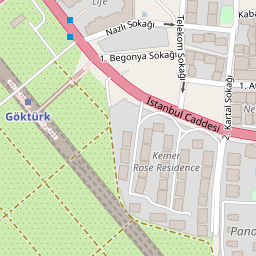 Lije
Kaba
Nazlı Sokağı
Telekom Sokağı
1. Begonya Sokağı
1. A
İstanbul Caddesi
2. Kartal Sokağı
Ne
Göktürk
Kemer
Rose Residence
Pano